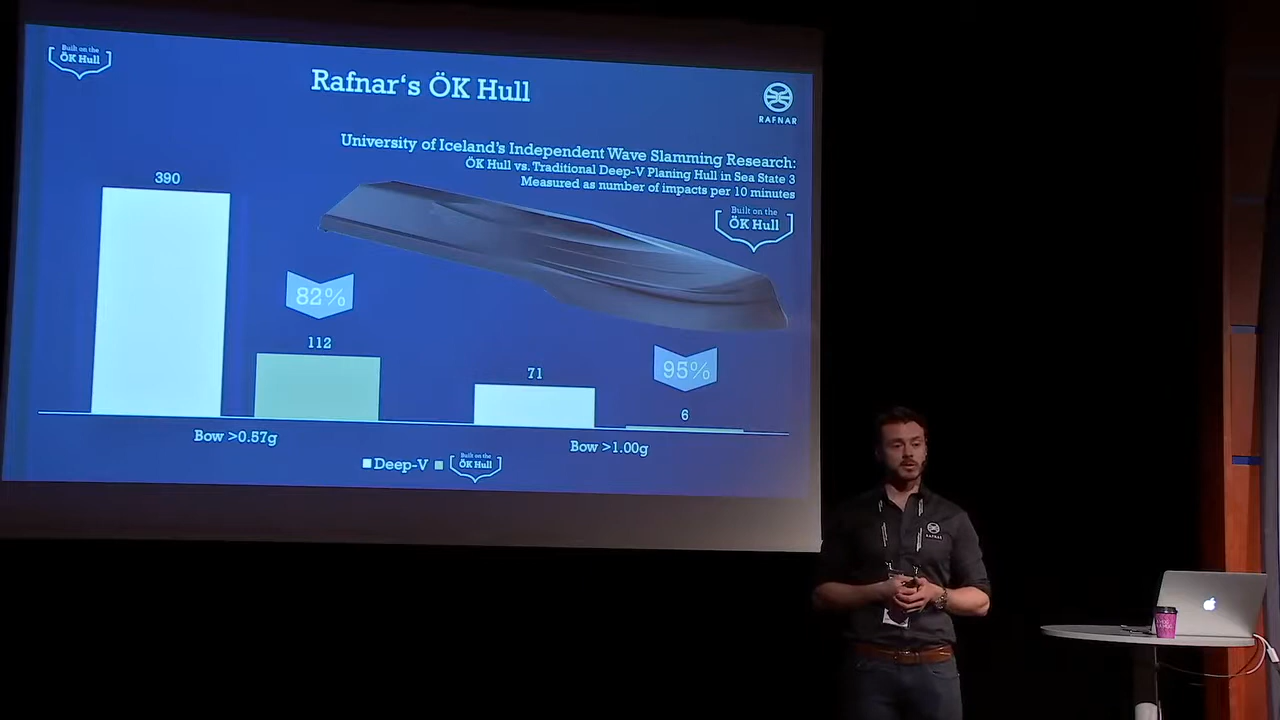 Built on the
ÖK Hull
Rafnar‘s ÖK Hull
RAFNAR
University of Iceland’s Independent Wave Slamming Research:
ÖK Hull vs. Traditional Deep-V Planing Hull in Sea State 3
Measured as number of impacts per 10 minutes
Built on the
ÖK Hull
390
82%
112
71
95%
6
Bow >0.57g
Bow >1.00g
Deep-V
Built on the
ÖK Hull
RAFNAR